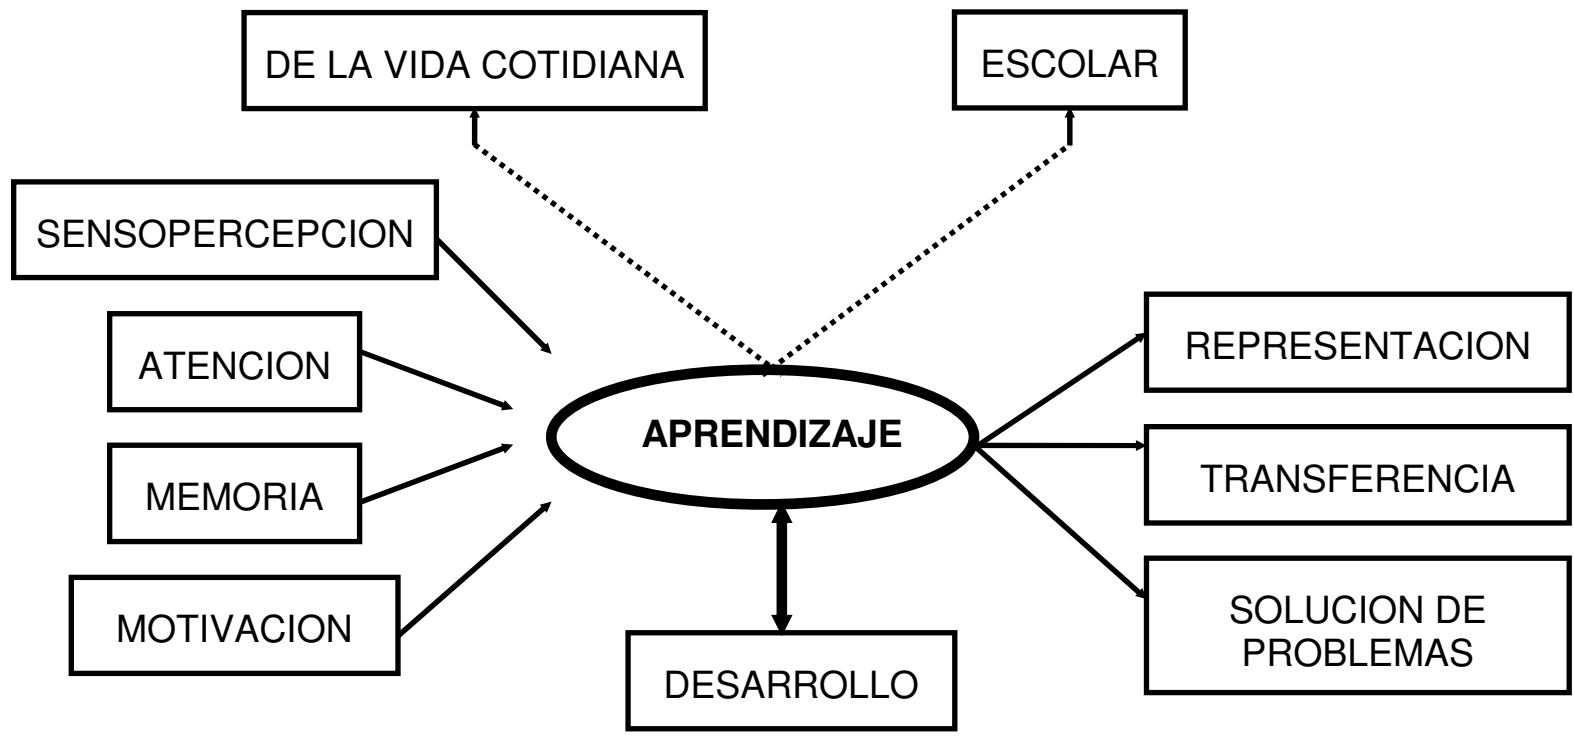 DE LA VIDA COTIDIANA
ESCOLAR
SENSOPERCEPCION
ATENCION
MEMORIA
MOTIVACION
APRENDIZAJE
DESARROLLO
REPRESENTACION
TRANSFERENCIA
SOLUCION DE
PROBLEMAS